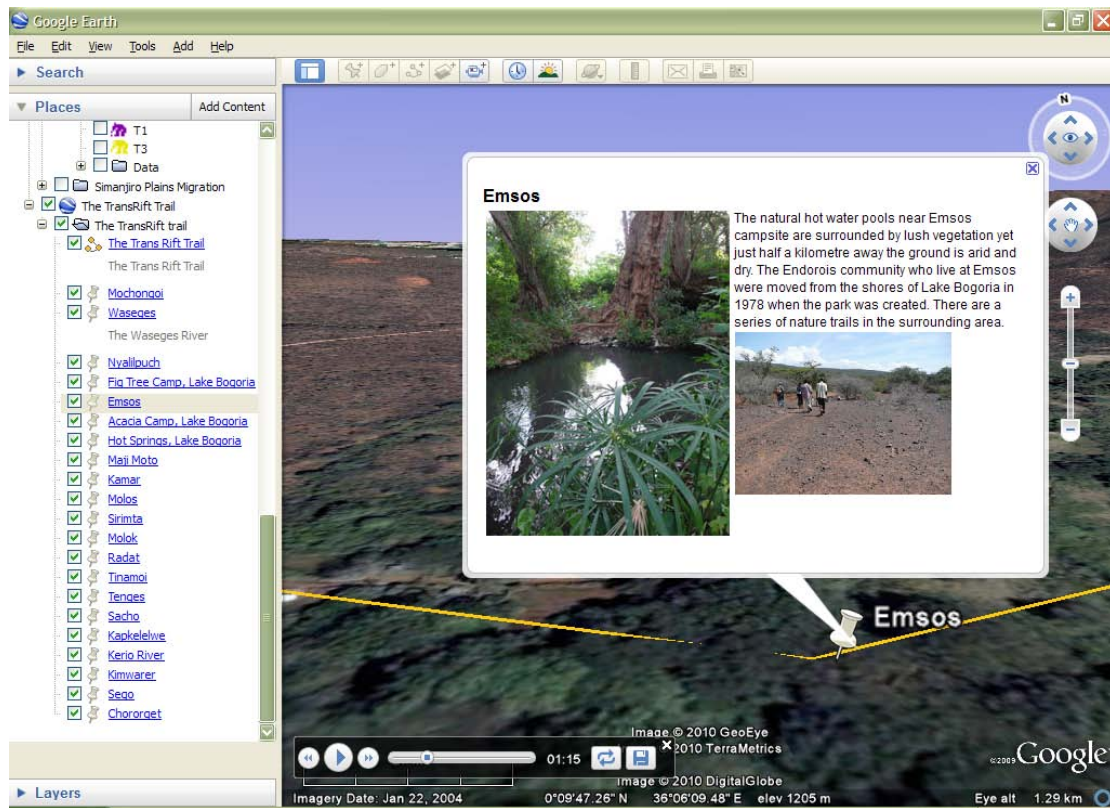 Google Earth
File Edit View Tools Add Help
Search
Places
Add Content
T1
T3
Data
Simanjiro Plains Migration
The TransRift Trail
The TransRift trail
The Trans Rift Trail
The Trans Rift Trail
Mochongoi
Waseges
The Waseges River
Nyalilpuch
Fig Tree Camp, Lake Bogoria
Emsos
Acacia Camp, Lake Bogoria
Hot Springs, Lake Bogoria
Maji Moto
Kamar
Molos
Sirimta
Molok
Radat
Tinamoi
Tenges
Sacho
Kapkelelwe
Kerio River
Kimwarer
Sego
Chororget
Layers
N
Emsos
The natural hot water pools near Emsos
campsite are surrounded by lush vegetation yet
just half a kilometre away the ground is arid and
dry. The Endorois community who live at Emsos
were moved from the shores of Lake Bogoria in
1978 when the park was created. There are a
series of nature trails in the surrounding area.
Emsos
Image © 2010 GeoEye
2010 TerraMetrics
Image © 2010 DigitalGlobe
01:15
©2009 Google
Imagery Date: Jan 22, 2004 0°09'47.26" N 36°06'09.48" E elev 1205 m Eye alt 1.29 km